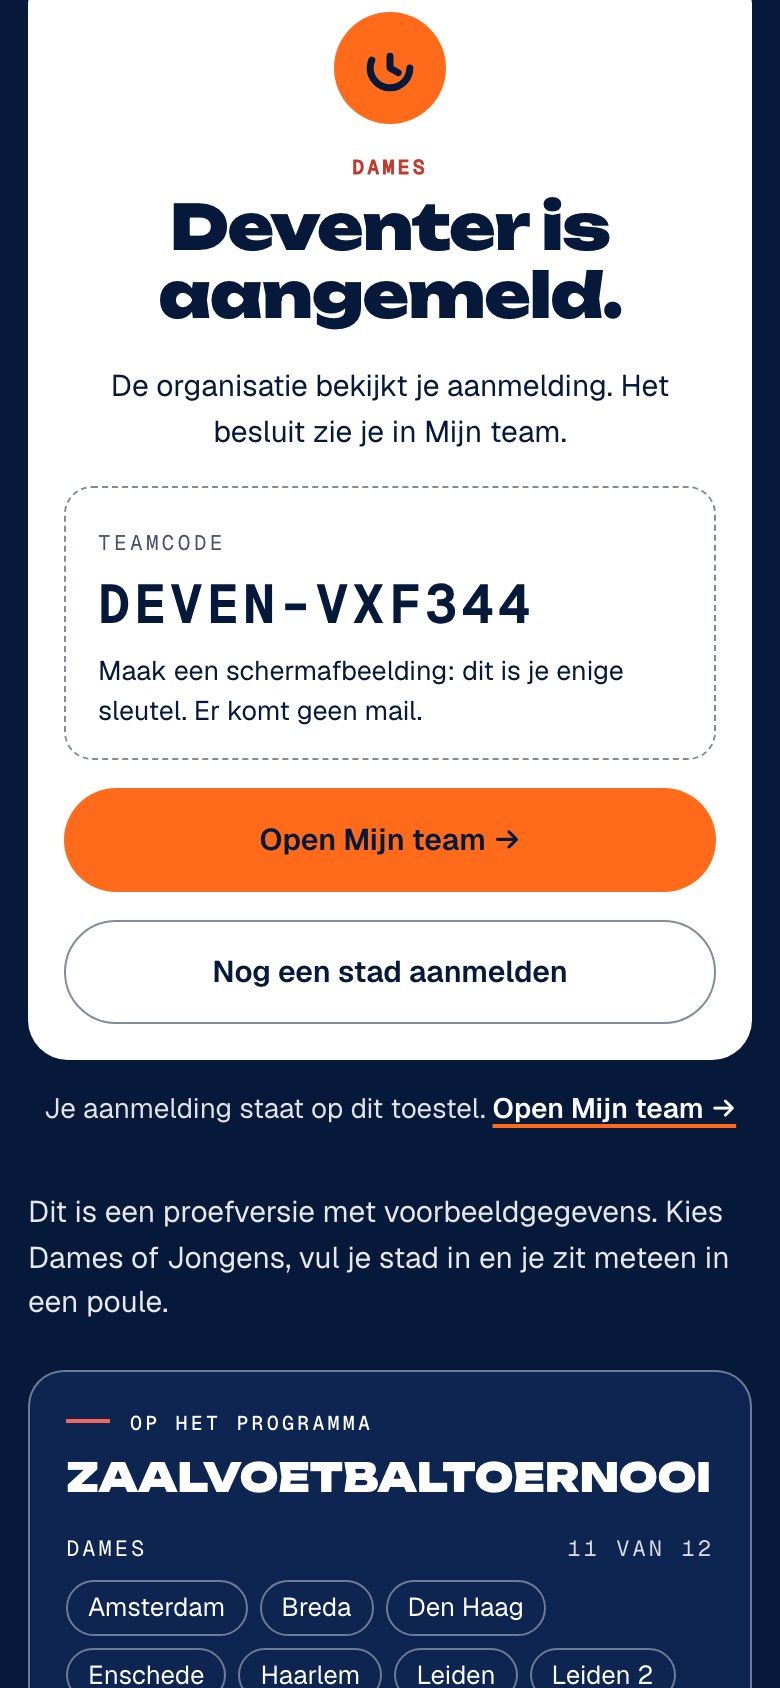 DAMES
Deventer is
aangemeld.
De organisatie bekijkt je aanmelding. Het
besluit zie je in Mijn team.
TEAMCODE
DEVEN-VXF344
Maak een schermafbeelding: dit is je enige
sleutel. Er komt geen mail.
Open Mijn team →
Nog een stad aanmelden
Je aanmelding staat op dit toestel. Open Mijn team →
Dit is een proefversie met voorbeeldgegevens. Kies
Dames of Jongens, vul je stad in en je zit meteen in
een poule.
OP HET PROGRAMMA
ZAALVOETBALTOERNOOI
DAMES 11 VAN 12
Amsterdam Breda Den Haag
Enschede Haarlem Leiden Leiden 2